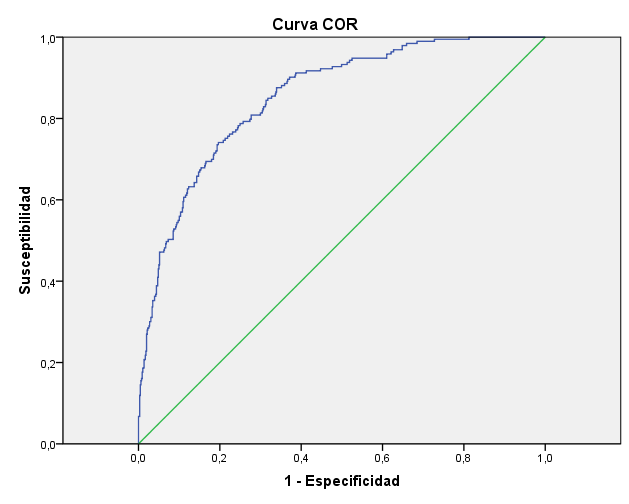 Curva COR
1,0
0,8
0,6
0,4
0,2
0,0
Susceptibilidad
0,0 0,2 0,4 0,6 0,8 1,0
1 - Especificidad